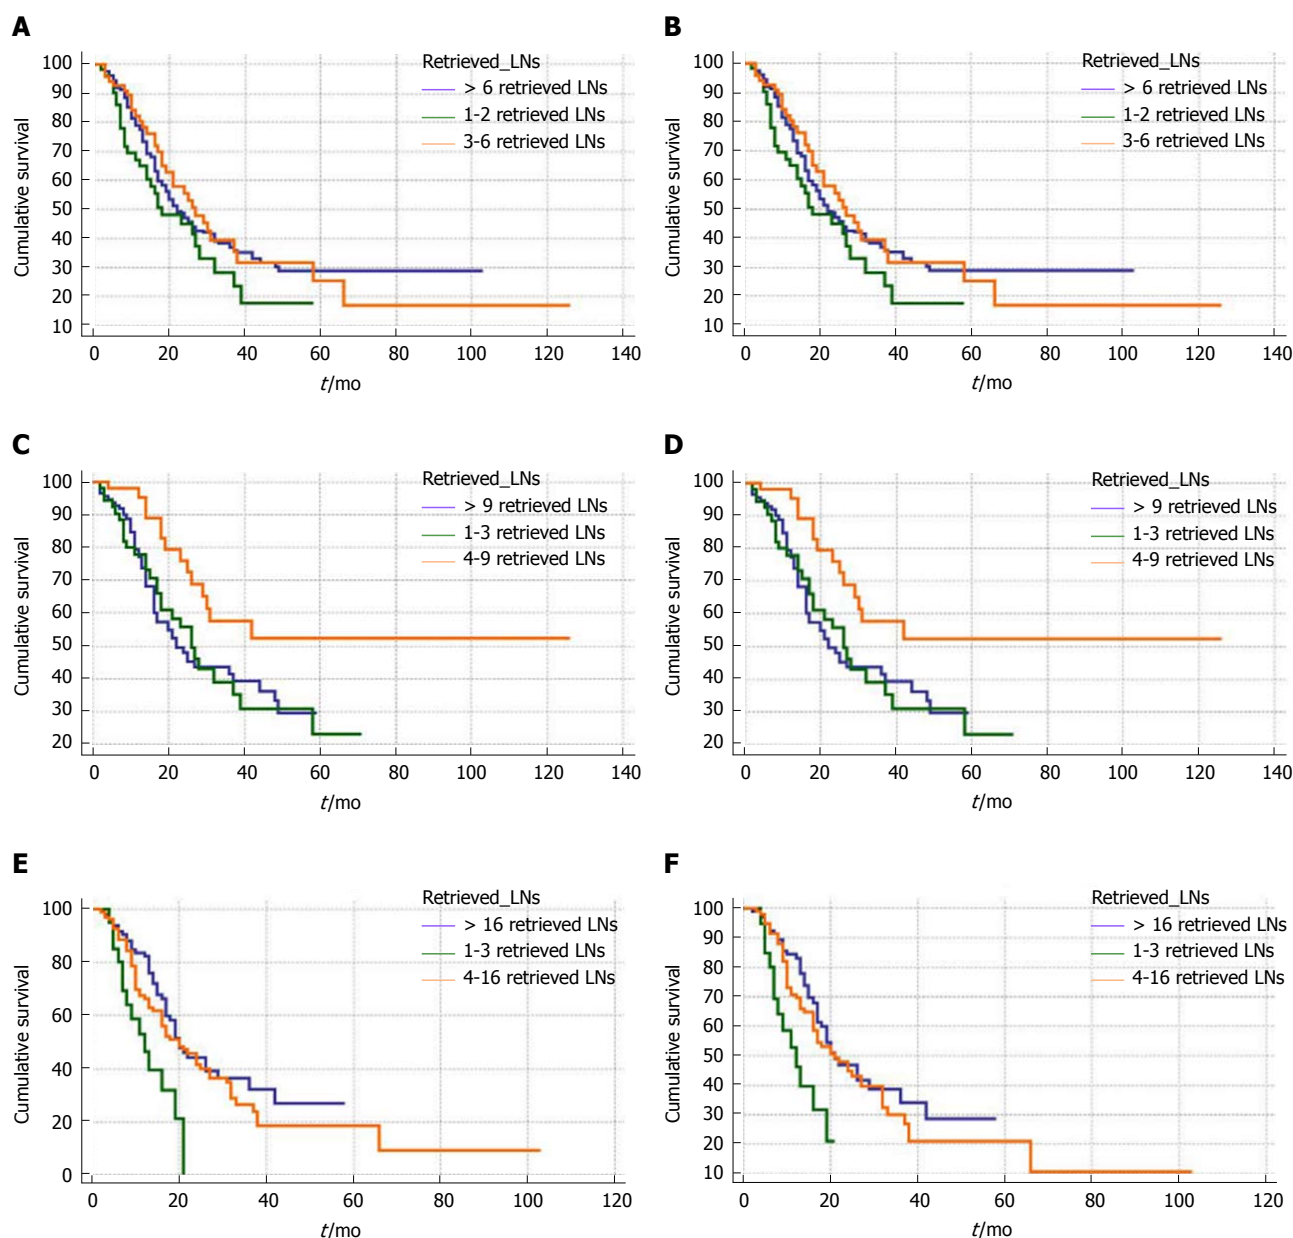 A
Retrieved_LNs
> 6 retrieved LNs
1-2 retrieved LNs
3-6 retrieved LNs
Cumulative survival
100
90
80
70
60
50
40
30
20
10
0 20 40 60 80 100 120 140
t/mo
B
Retrieved_LNs
> 6 retrieved LNs
1-2 retrieved LNs
3-6 retrieved LNs
Cumulative survival
100
90
80
70
60
50
40
30
20
10
0 20 40 60 80 100 120 140
t/mo
C
Retrieved_LNs
> 9 retrieved LNs
1-3 retrieved LNs
4-9 retrieved LNs
Cumulative survival
100
90
80
70
60
50
40
30
20
0 20 40 60 80 100 120 140
t/mo
D
Retrieved_LNs
> 9 retrieved LNs
1-3 retrieved LNs
4-9 retrieved LNs
Cumulative survival
100
90
80
70
60
50
40
30
20
0 20 40 60 80 100 120 140
t/mo
E
Retrieved_LNs
> 16 retrieved LNs
1-3 retrieved LNs
4-16 retrieved LNs
Cumulative survival
100
80
60
40
20
0
0 20 40 60 80 100 120
t/mo
F
Retrieved_LNs
> 16 retrieved LNs
1-3 retrieved LNs
4-16 retrieved LNs
Cumulative survival
100
90
80
70
60
50
40
30
20
10
0 20 40 60 80 100 120
t/mo